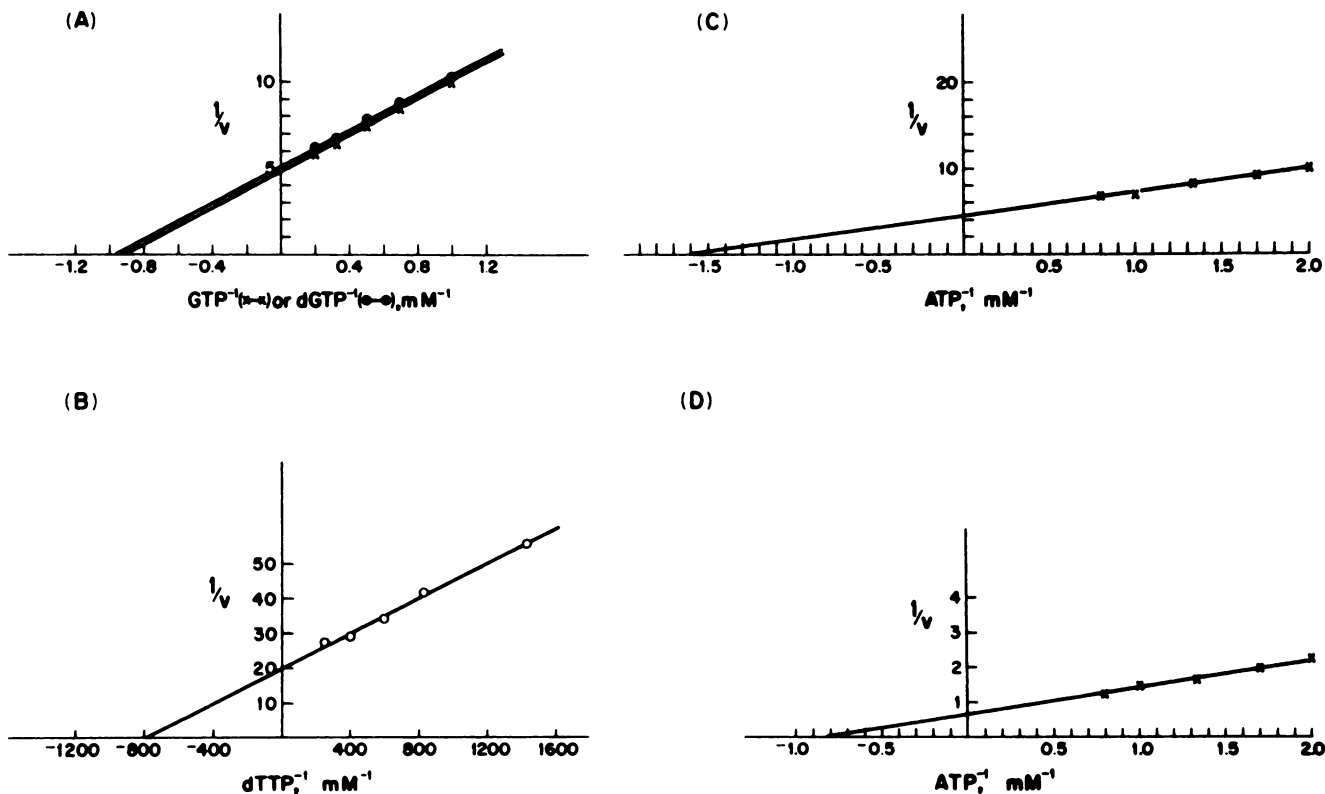 (A)
10
1/v
5
-1.2 -0.8 -0.4 0.4 0.8 1.2
GTP⁻¹(x-x) or dGTP⁻¹(●-●), mM⁻¹
(C)
20
1/v
10
-1.5 -1.0 -0.5 0.5 1.0 1.5 2.0
ATP,⁻¹ mM⁻¹
(B)
50
1/v 40
30
20
10
-1200 -800 -400 400 800 1200 1600
dTTP,⁻¹ mM⁻¹
(D)
4
1/v 3
2
1
-1.0 -0.5 0.5 1.0 1.5 2.0
ATP,⁻¹ mM⁻¹